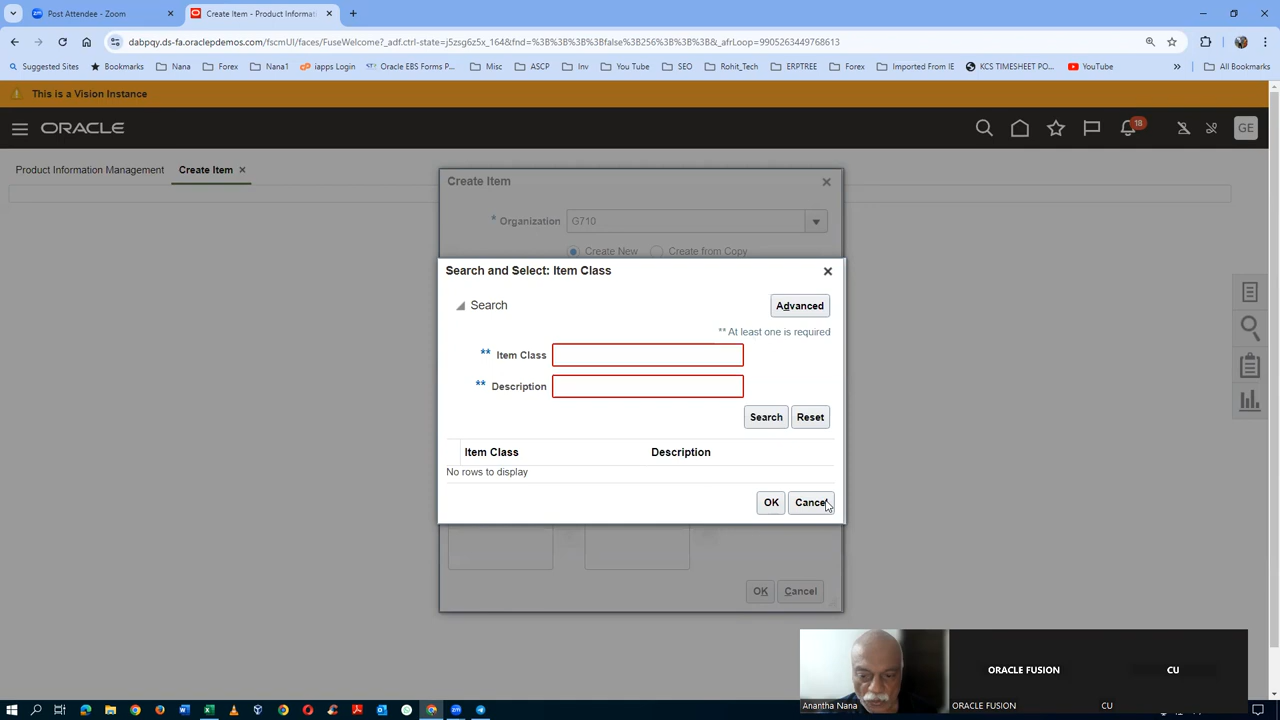 Post Attendee - Zoom
Create Item - Product Informati
dabpqy.ds-fa.oraclepdemos.com/fscmUI/faces/FuseWelcome?_adf.ctrl-state=j5zsg6z5x_164&fnd=%3B%3B%3B%3Bfalse%3B256%3B%3B%3B&_afrLoop=9905263449768613
Suggested Sites
Bookmarks
Nana
Forex
Nana1
iapps Login
Oracle EBS Forms P...
Misc
ASCP
Inv
You Tube
SEO
Rohit_Tech
ERPTREE
Forex
Imported From IE
KCS TIMESHEET PO...
YouTube
All Bookmarks
This is a Vision Instance
ORACLE
18
GE
Product Information Management
Create Item
Create Item
* Organization
G710
Create New
Create from Copy
Search and Select: Item Class
Search
Advanced
** At least one is required
** Item Class
** Description
Search
Reset
Item Class
Description
No rows to display
OK
Cancel
OK
Cancel
ORACLE FUSION
CU
Anantha Nana
ORACLE FUSION
CU